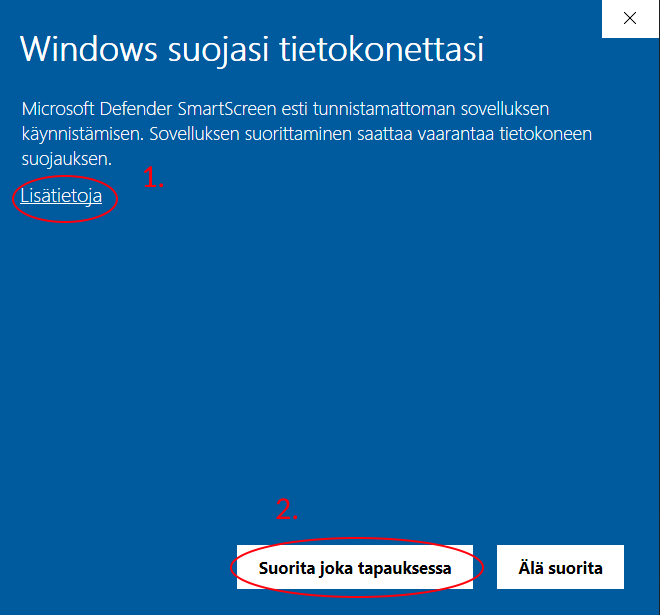 Windows suojasi tietokonettasi
Microsoft Defender SmartScreen esti tunnistamattoman sovelluksen
käynnistämisen. Sovelluksen suorittaminen saattaa vaarantaa tietokoneen
suojauksen.
1.
Lisätietoja
2.
Suorita joka tapauksessa
Älä suorita